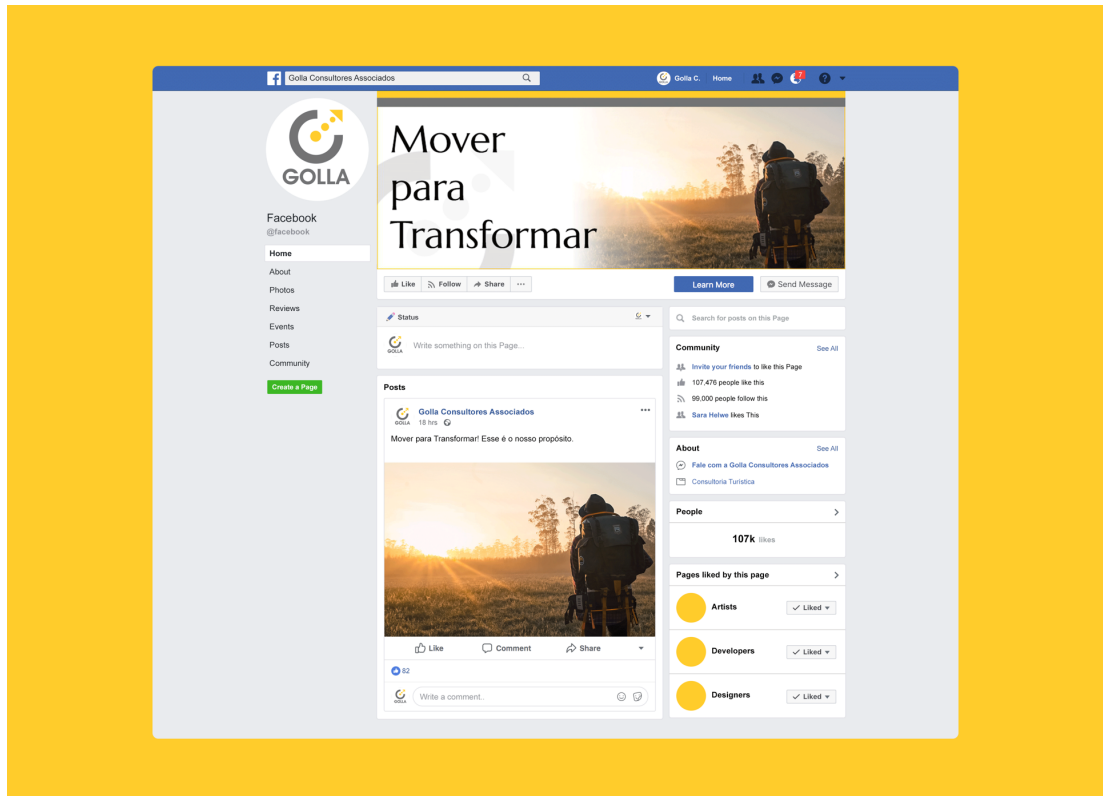 Golla Consultores Associados
Golla C.
Home
7
GOLLA
Facebook
@facebook
Home
About
Photos
Reviews
Events
Posts
Community
Create a Page
Mover
para
Transformar
Like
Follow
Share
Learn More
Send Message
Status
GOLLA
Write something on this Page...
Posts
Golla Consultores Associados
GOLLA
18 hrs
Mover para Transformar! Esse é o nosso propósito.
Like
Comment
Share
82
GOLLA
Write a comment..
Search for posts on this Page
Community
See All
Invite your friends to like this Page
107,476 people like this
99,000 people follow this
Sara Helwe likes This
About
See All
Fale com a Golla Consultores Associados
Consultoria Turística
People
107k likes
Pages liked by this page
Artists
Liked
Developers
Liked
Designers
Liked